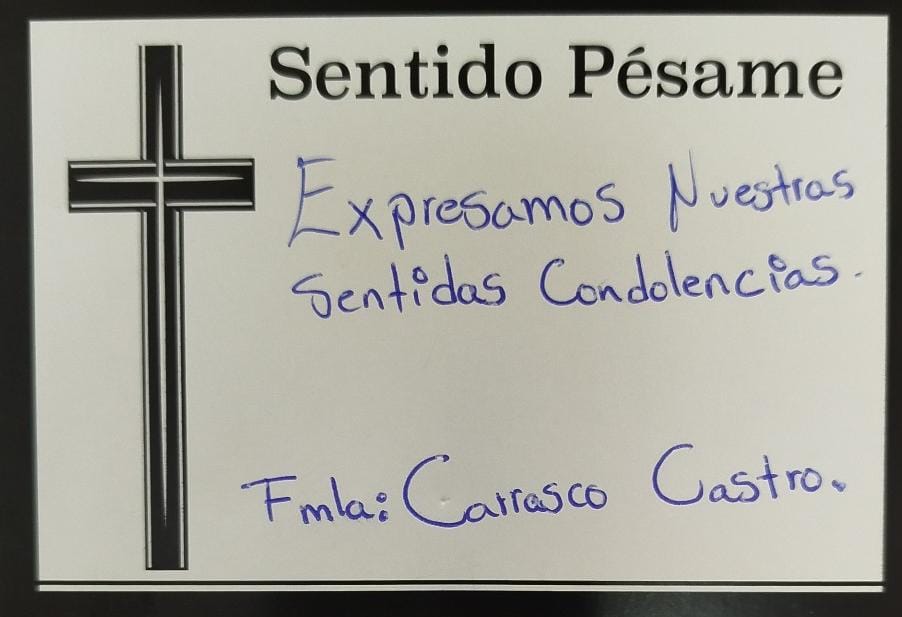 Sentido Pésame
Expresamos Nuestras
Sentidas Condolencias.
Fmla: Carrasco Castro.